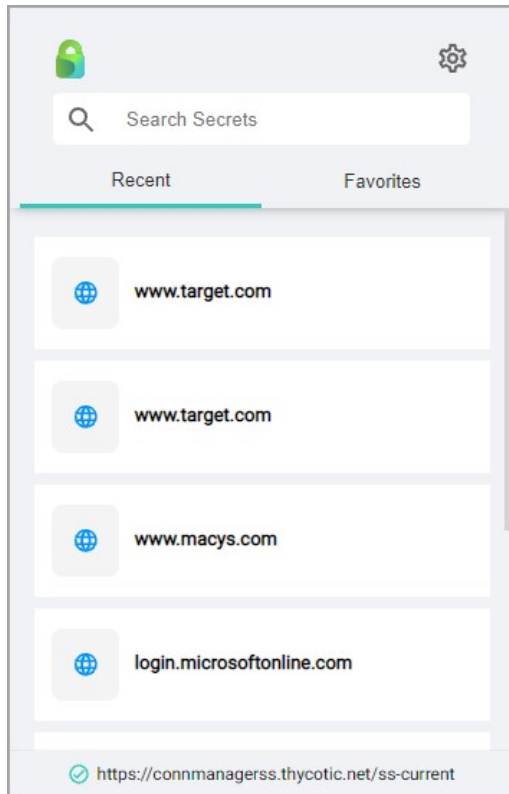 Search Secrets
Recent Favorites
www.target.com
www.target.com
www.macys.com
login.microsoftonline.com
https://connmanagerss.thycotic.net/ss-current